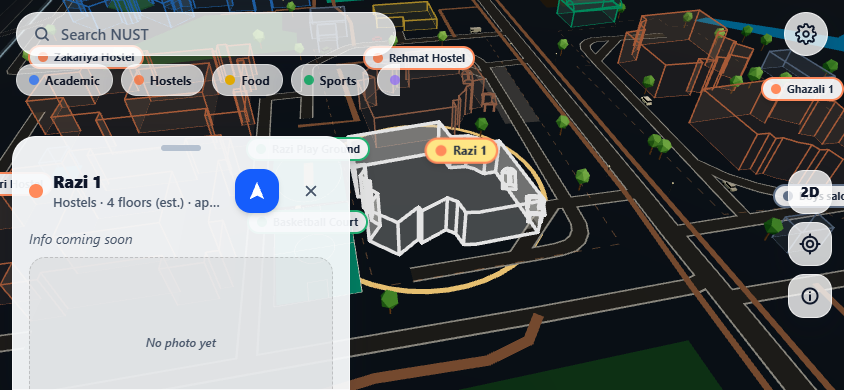 Search NUST
Zakariya Hostel
Rehmat Hostel
Academic
Hostels
Food
Sports
Ghazali 1
Razi Play Ground
Razi 1
Razi 1
Hostels · 4 floors (est.) · ap...
2D
Basketball Court
Info coming soon
No photo yet